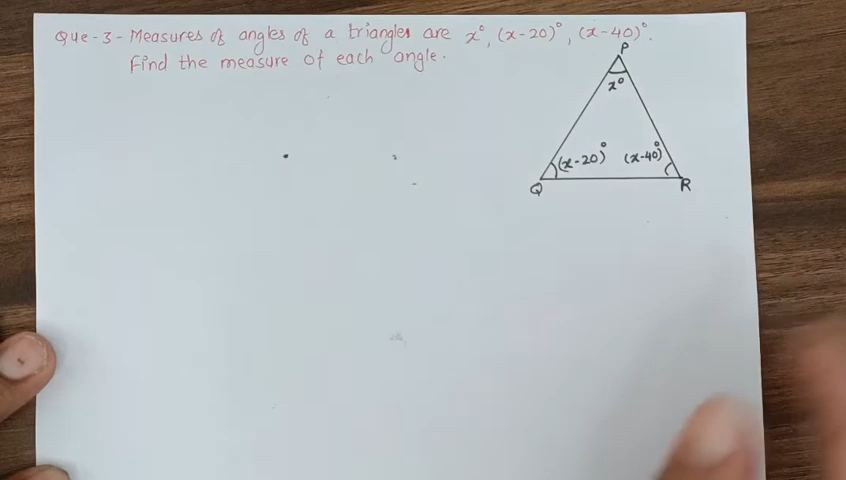 Que-3- Measures of angles of a triangles are x°, (x-20)°, (x-40)°.
Find the measure of each angle.
P
x°
(x-20)° (x-40)°
Q R